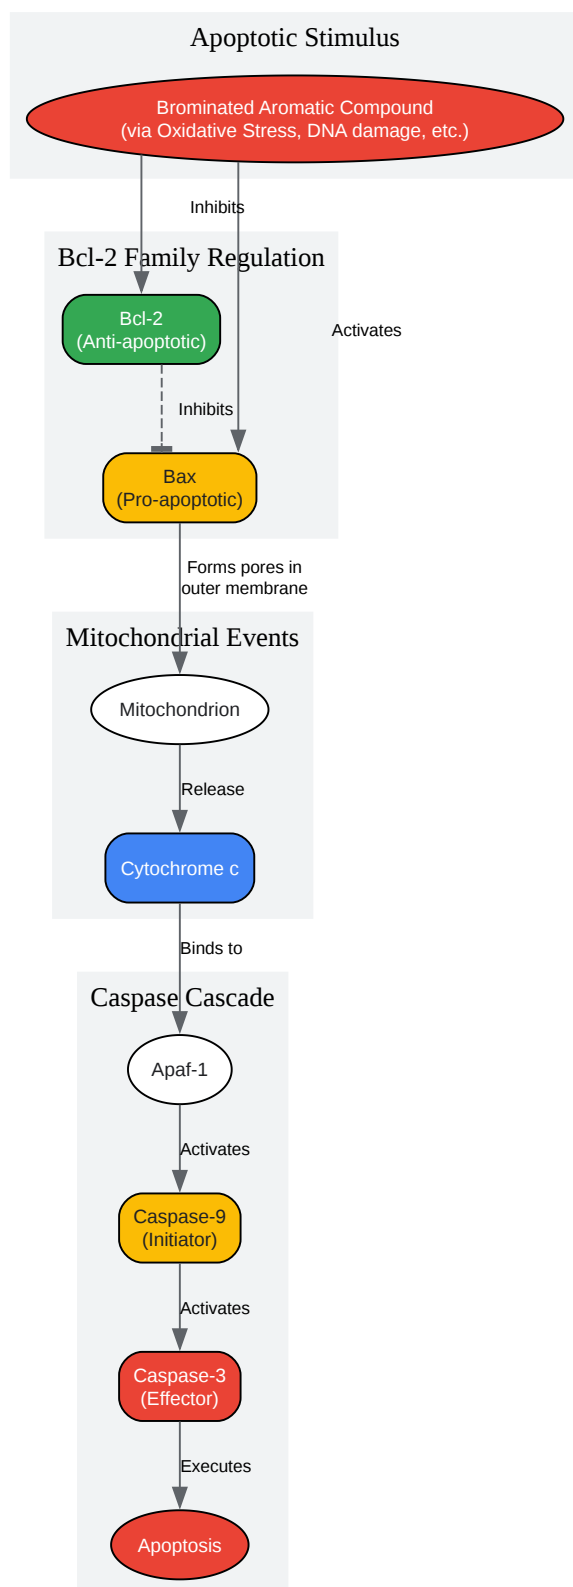 Apoptotic Stimulus
Brominated Aromatic Compound
(via Oxidative Stress, DNA damage, etc.)
Inhibits
Bcl-2 Family Regulation
Bcl-2
(Anti-apoptotic)
Activates
Inhibits
Bax
(Pro-apoptotic)
Forms pores in
outer membrane
Mitochondrial Events
Mitochondrion
Release
Cytochrome c
Binds to
Caspase Cascade
Apaf-1
Activates
Caspase-9
(Initiator)
Activates
Caspase-3
(Effector)
Executes
Apoptosis